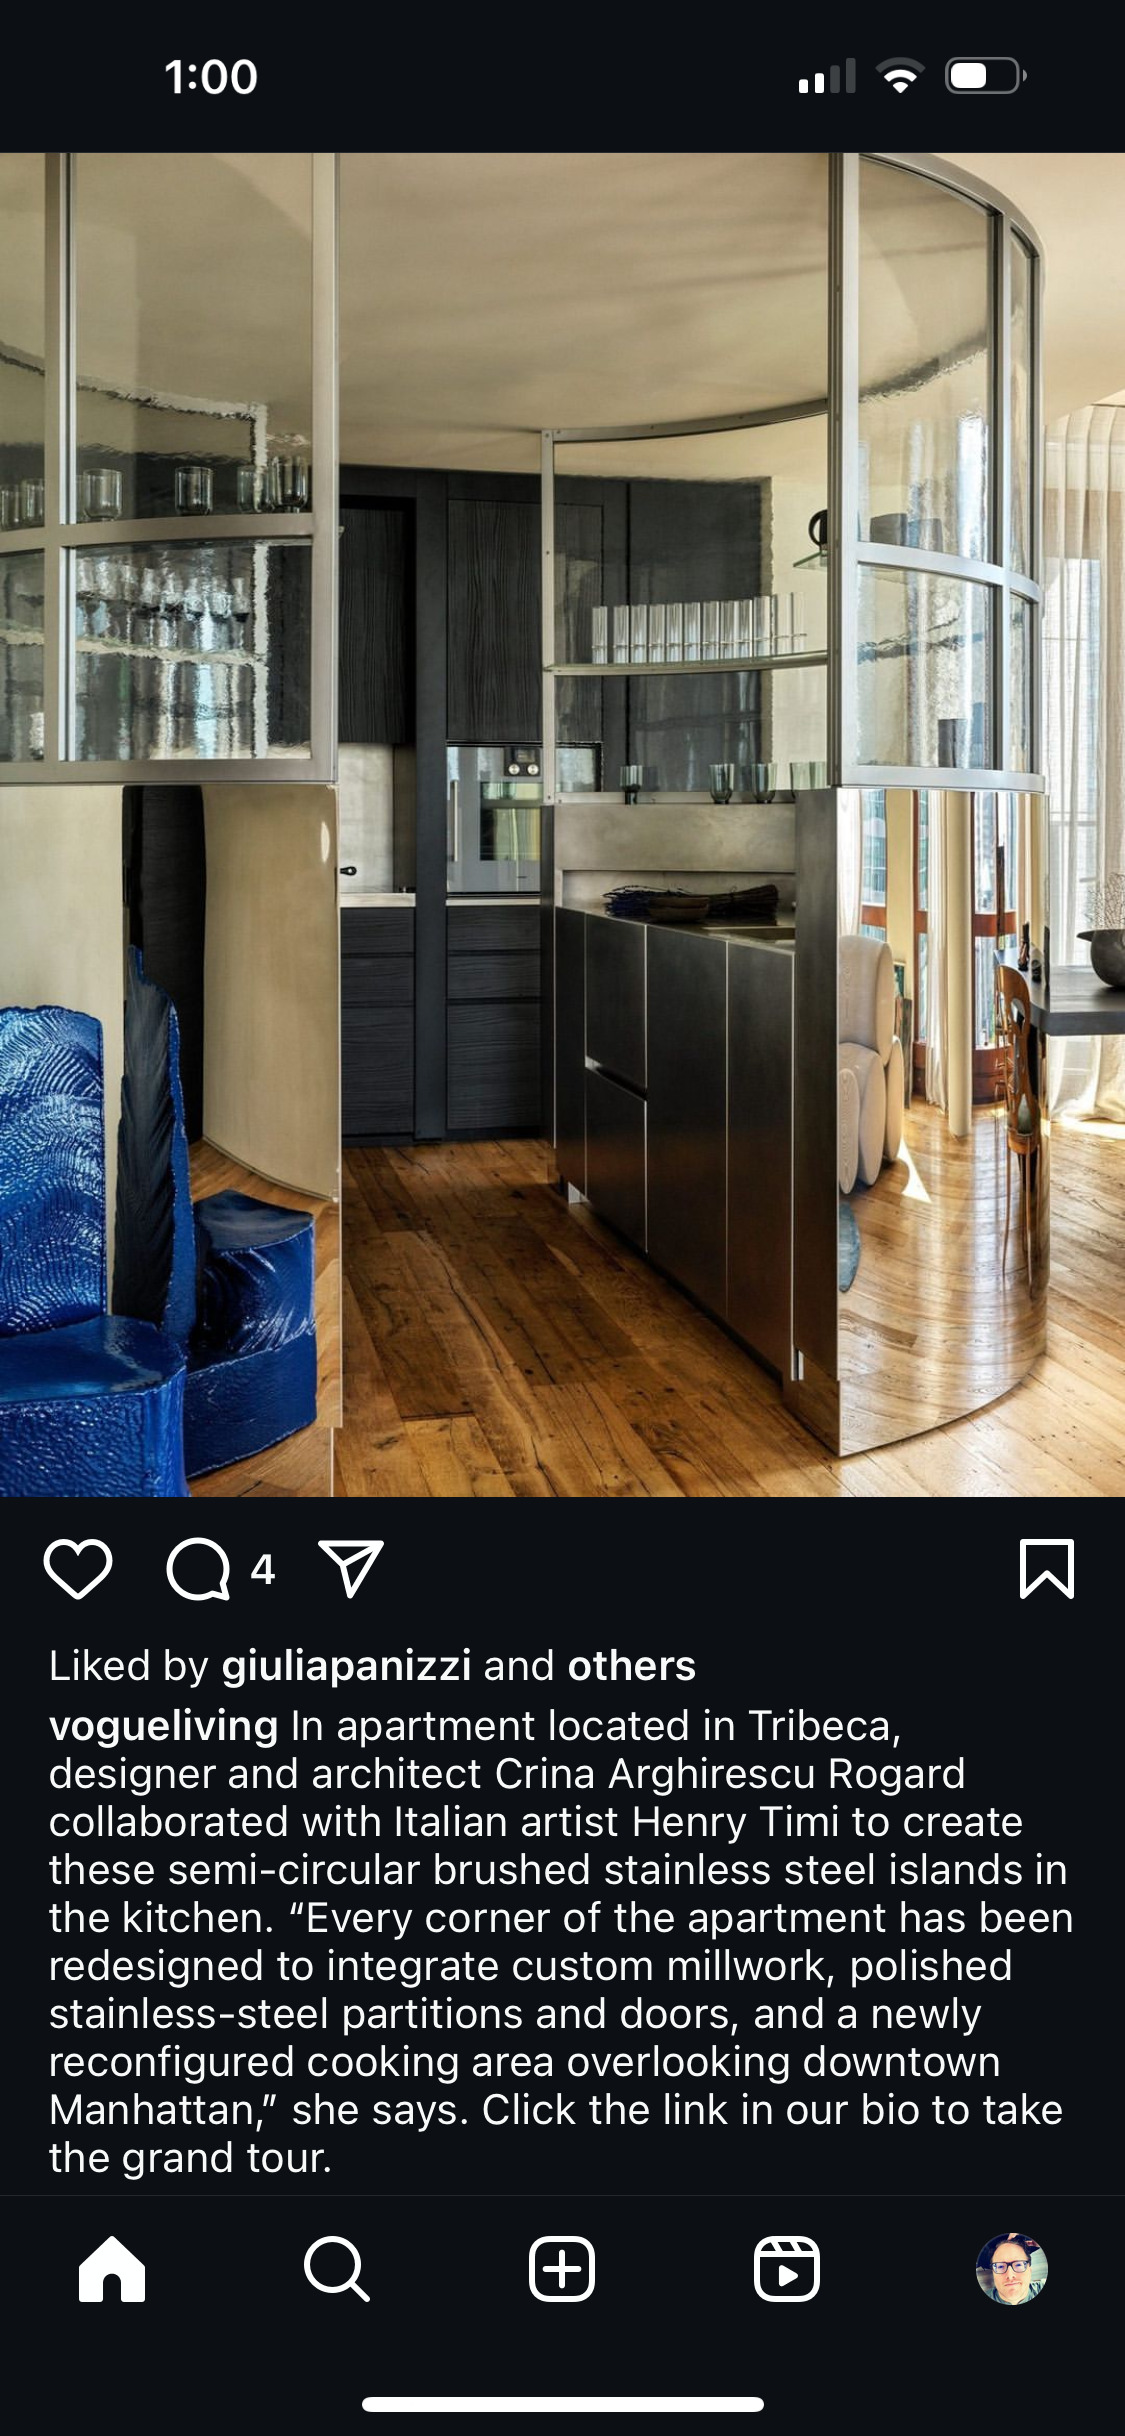 1:00
4
Liked by giuliapanizzi and others
vogueliving In apartment located in Tribeca,
designer and architect Crina Arghirescu Rogard
collaborated with Italian artist Henry Timi to create
these semi-circular brushed stainless steel islands in
the kitchen. “Every corner of the apartment has been
redesigned to integrate custom millwork, polished
stainless-steel partitions and doors, and a newly
reconfigured cooking area overlooking downtown
Manhattan,” she says. Click the link in our bio to take
the grand tour.